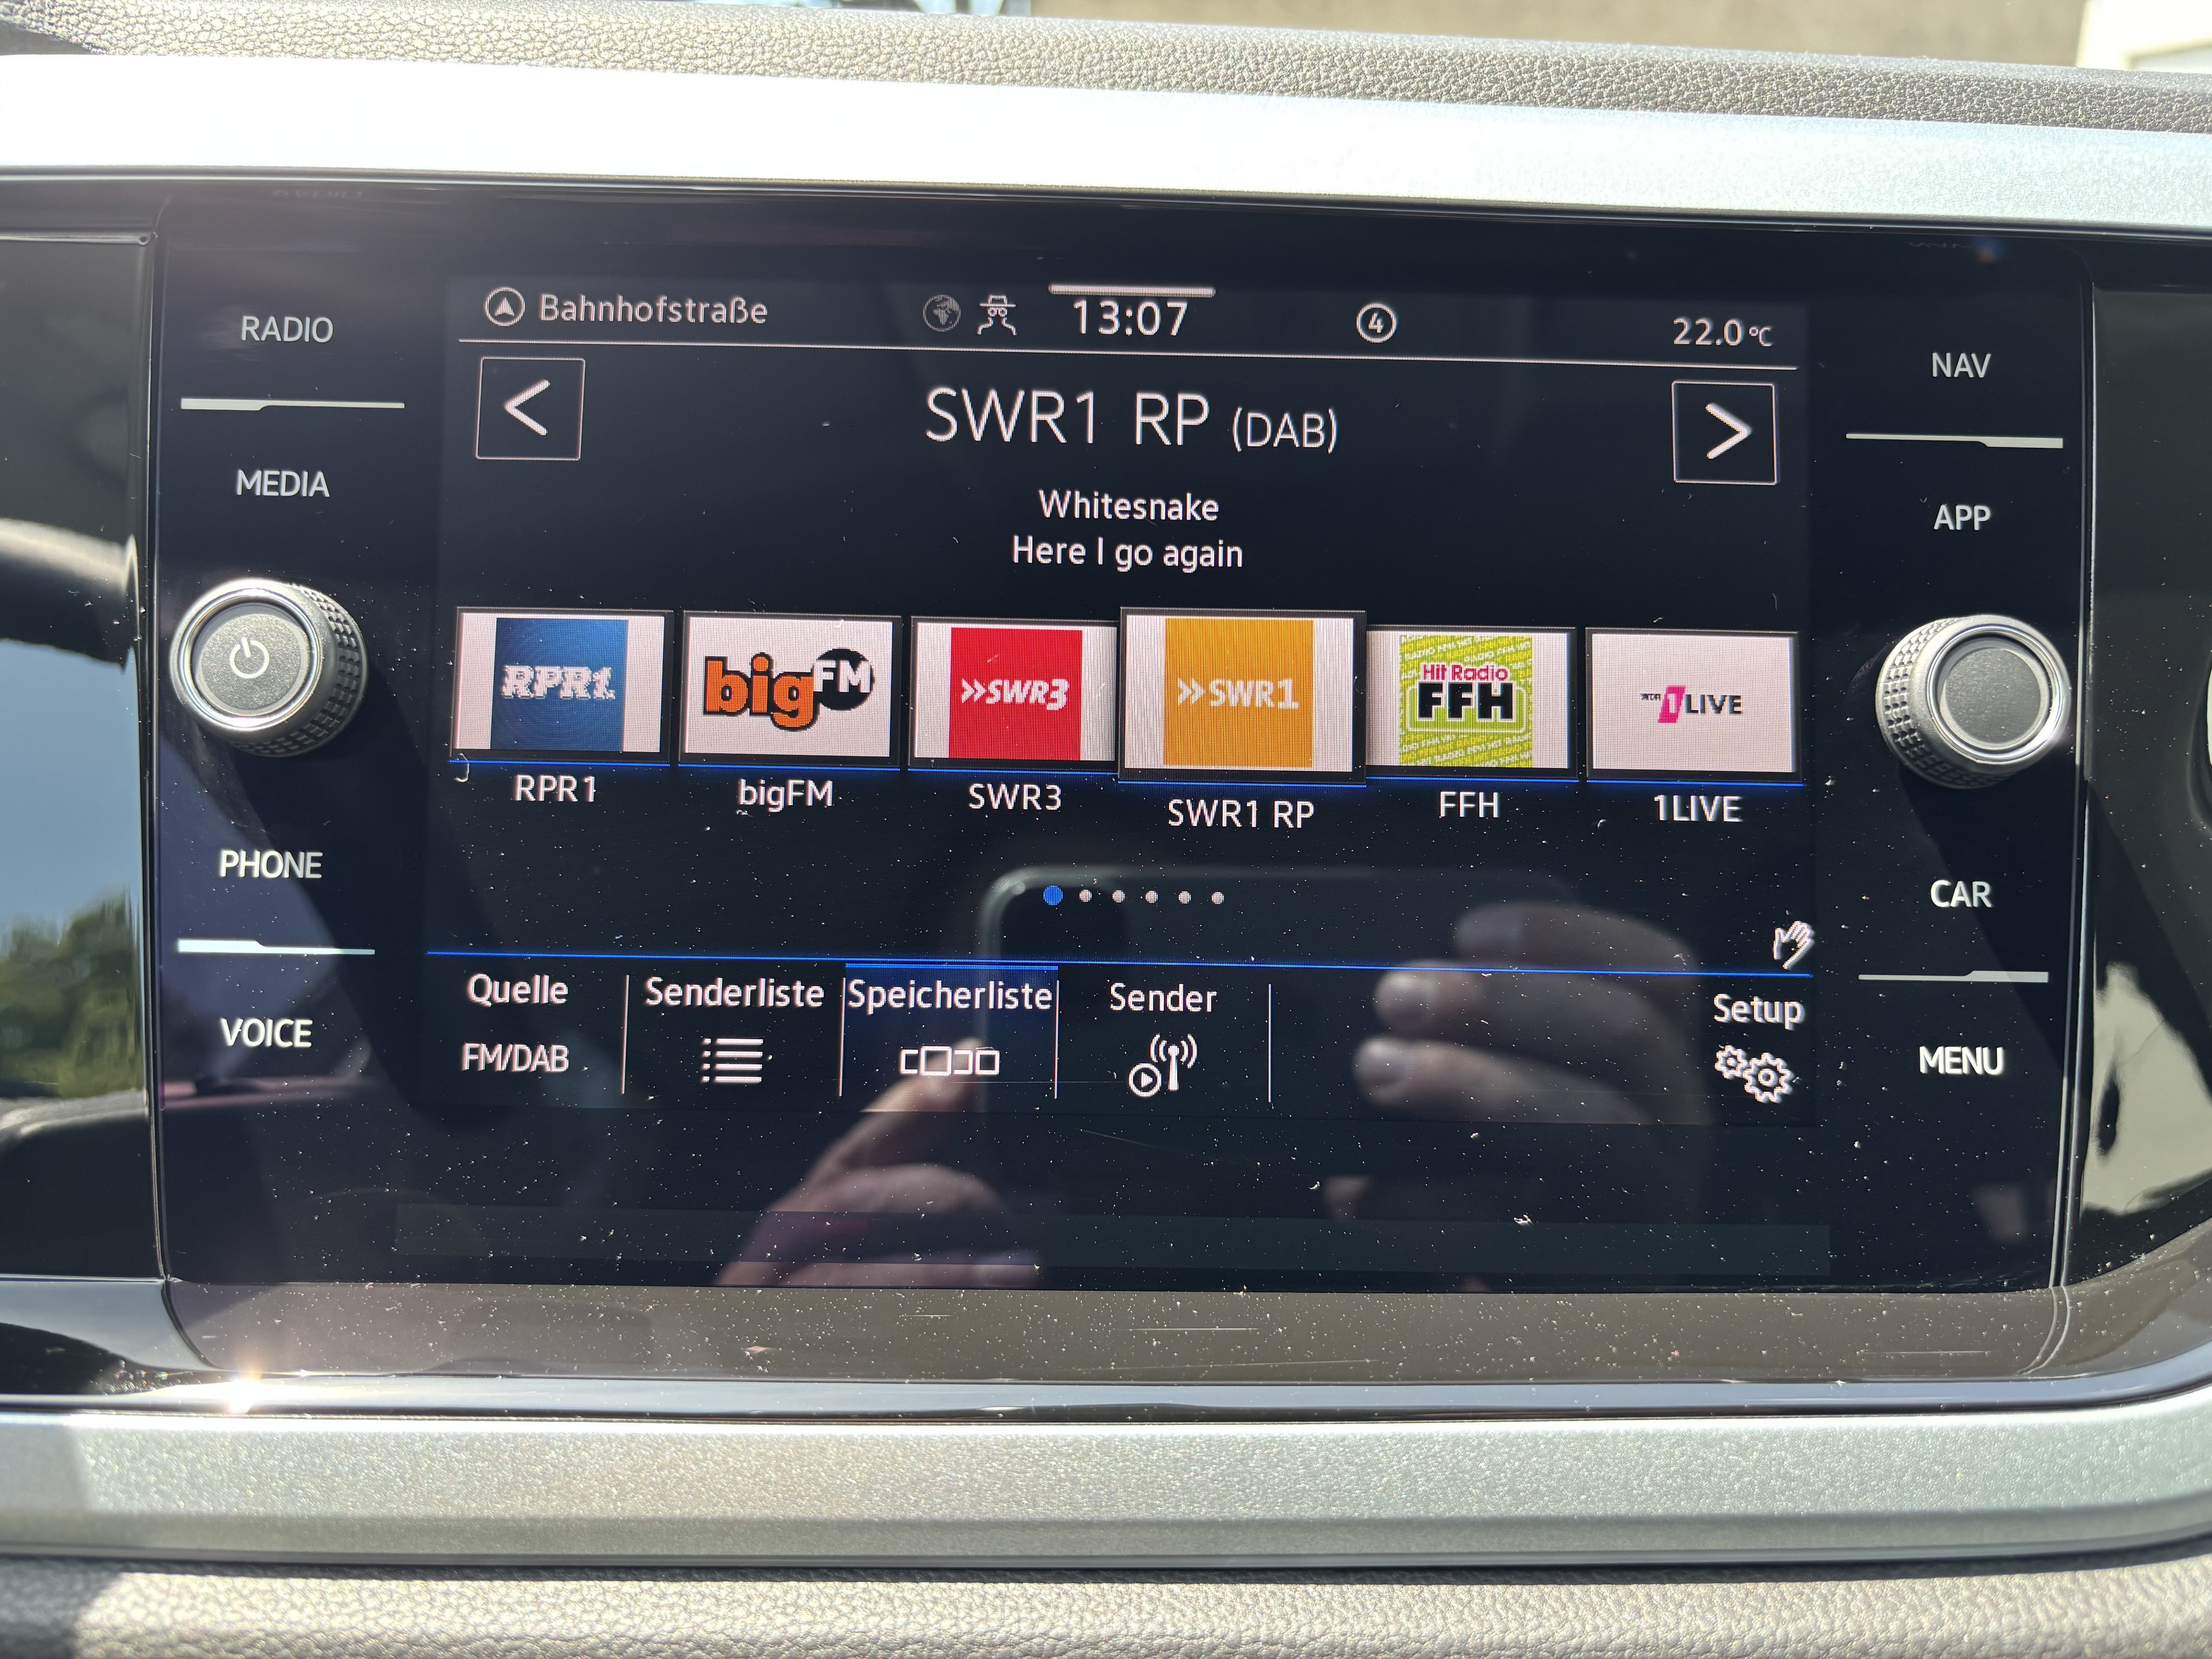 RADIO
MEDIA
PHONE
VOICE
Bahnhofstraße
13:07
4
22.0 °C
<
SWR1 RP (DAB)
>
Whitesnake
Here I go again
RPR1.
bigFM
»SWR3
»SWR1
Hit Radio
FFH
1LIVE
RPR1
bigFM
SWR3
SWR1 RP
FFH
1LIVE
Quelle
FM/DAB
Senderliste
Speicherliste
Sender
Setup
NAV
APP
CAR
MENU